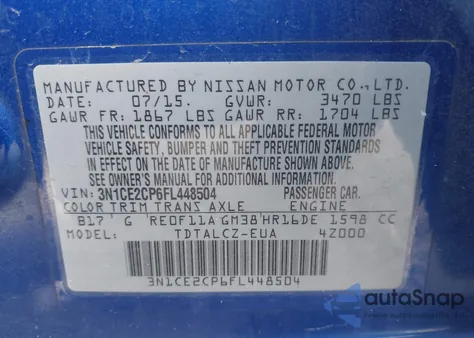 MANUFACTURED BY NISSAN MOTOR CO., LTD.
DATE: 07/15. GVWR: 3470 LBS
GAWR FR: 1867 LBS GAWR RR: 1704 LBS
THIS VEHICLE CONFORMS TO ALL APPLICABLE FEDERAL MOTOR
VEHICLE SAFETY, BUMPER AND THEFT PREVENTION STANDARDS
IN EFFECT ON THE DATE OF MANUFACTURE SHOWN ABOVE.
SEE OWNER'S MANUAL FOR ADDITIONAL INFORMATION.
VIN: 3N1CE2CP6FL448504 PASSENGER CAR.
COLOR TRIM TRANS AXLE ENGINE
B17 G RE0F11A GM38 HR16DE 1598 CC
MODEL: TDTALCZ-EUA 4Z000
3N1CE2CP6FL448504
autoSnap